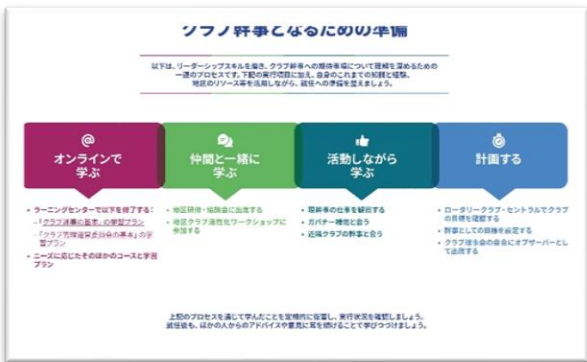 クラブ幹事となるための準備
以下は、リーダーシップスキルを磨き、クラブ幹事への期待事項について理解を深めるための
一連のプロセスです。下記の実行項目に加え、自身のこれまでの知識と経験、
地区のリソース等を活用しながら、就任への準備を整えましょう。
オンラインで
学ぶ
• ラーニングセンターで以下を修了する:
-「クラブ幹事の基本」の学習プラン
-「クラブ管理運営委員会の基本」の学
習プラン
• ニーズに応じたそのほかのコースと学習
プラン
仲間と一緒に
学ぶ
• 地区研修・協議会に出席する
• 地区クラブ活性化ワークショップに
参加する
活動しながら
学ぶ
• 現幹事の仕事を観察する
• ガバナー補佐と会う
• 近隣クラブの幹事と会う
計画する
• ロータリークラブ・セントラルでクラブ
の目標を確認する
• 幹事としての目標を設定する
• クラブ理事会の会合にオブザーバーとし
て出席する
上記のプロセスを通じて学んだことを定期的に復習し、実行状況を確認しましょう。
就任後も、ほかの人からのアドバイスや意見に耳を傾けることで学びつづけましょう。